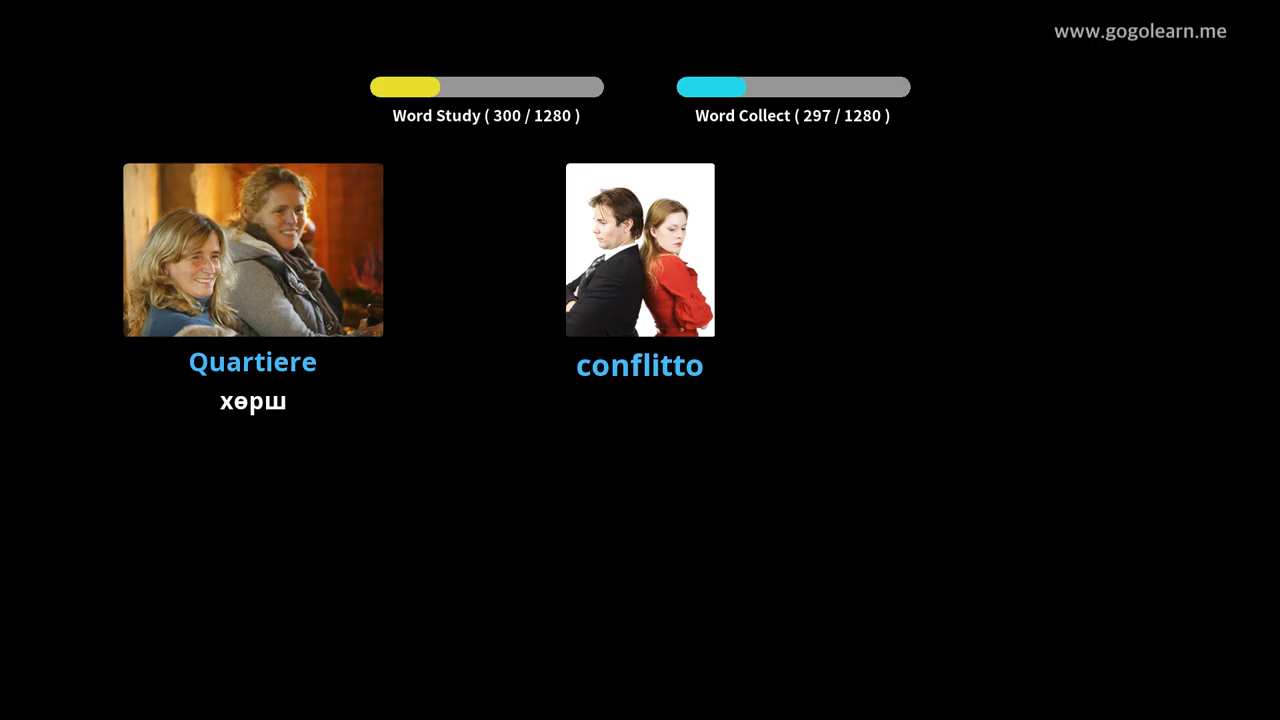 www.gogolearn.me
Word Study ( 300 / 1280 )
Word Collect ( 297 / 1280 )
Quartiere
хөрш
conflitto